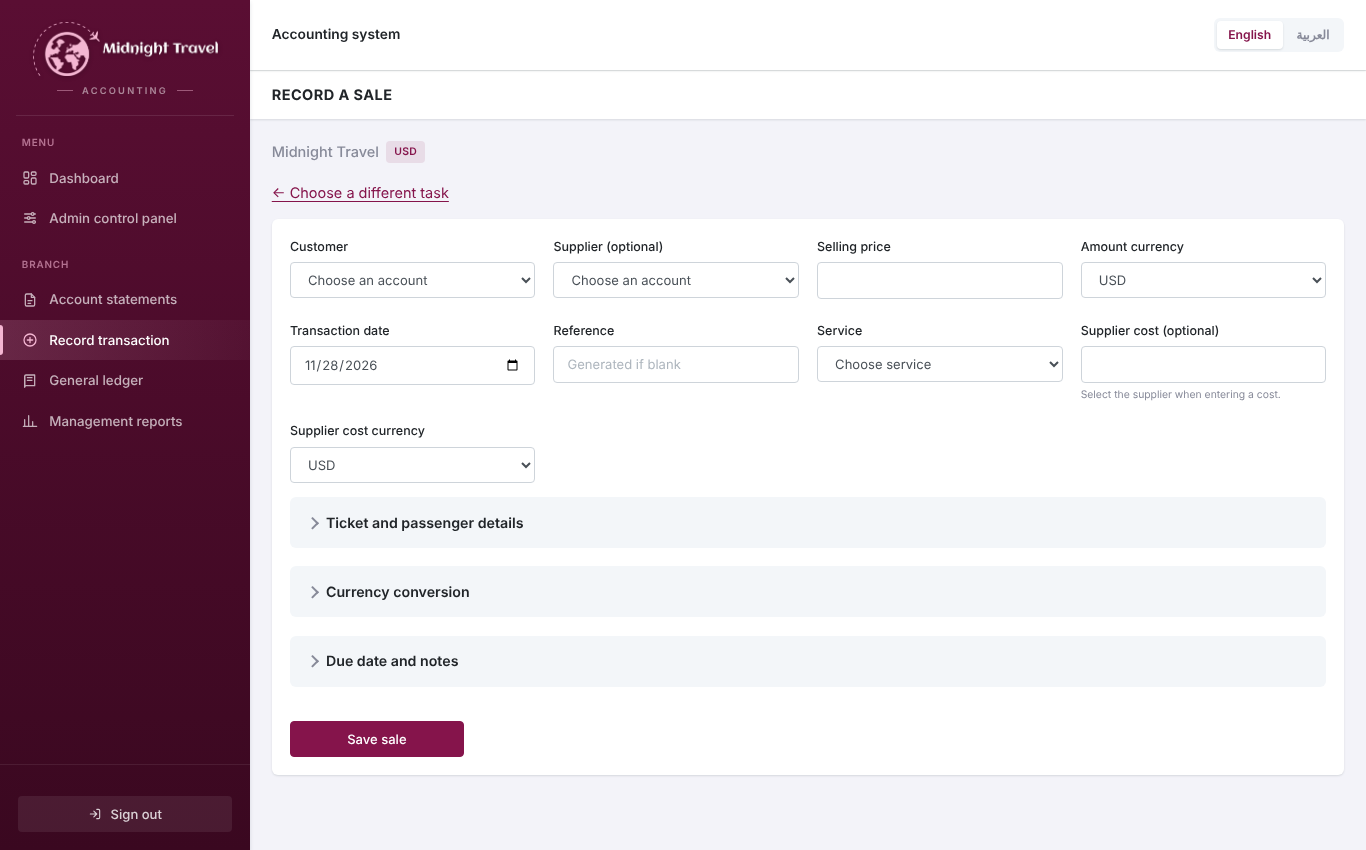 Midnight Travel
ACCOUNTING
MENU
Dashboard
Admin control panel
BRANCH
Account statements
Record transaction
General ledger
Management reports
Sign out
Accounting system
English
العربية
RECORD A SALE
Midnight Travel USD
← Choose a different task
Customer
Choose an account
Supplier (optional)
Choose an account
Selling price
Amount currency
USD
Transaction date
11/28/2026
Reference
Generated if blank
Service
Choose service
Supplier cost (optional)
Select the supplier when entering a cost.
Supplier cost currency
USD
Ticket and passenger details
Currency conversion
Due date and notes
Save sale